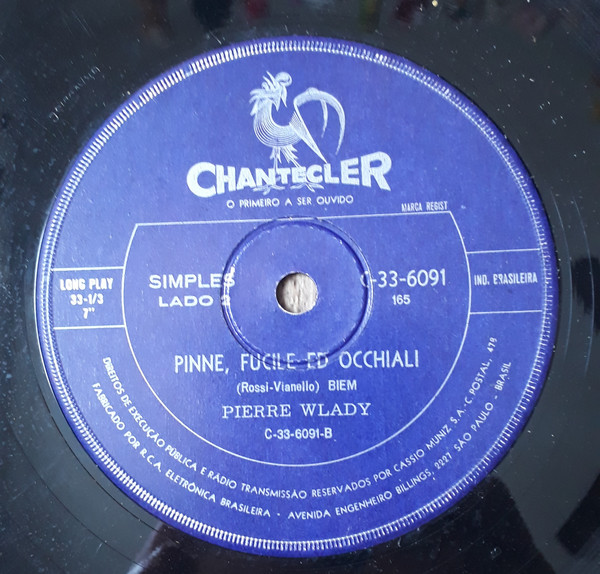 CHANTECLER
O PRIMEIRO A SER OUVIDO
MARCA REGIST
LONG PLAY
33-1/3
7"
SIMPLES
LADO 2
C-33-6091
165
IND. BRASILEIRA
PINNE, FUCILE ED OCCHIALI
(Rossi-Vianello) BIEM
PIERRE WLADY
C-33-6091-B
DIREITOS DE EXECUÇÃO PÚBLICA E RÁDIO TRANSMISSÃO RESERVADOS POR CASSIO MUNIZ S.A.-C.POSTAL, 478
FABRICADO POR R.C.A. ELETRÔNICA BRASILEIRA - AVENIDA ENGENHEIRO BILLINGS, 2227 SÃO PAULO - BRASIL